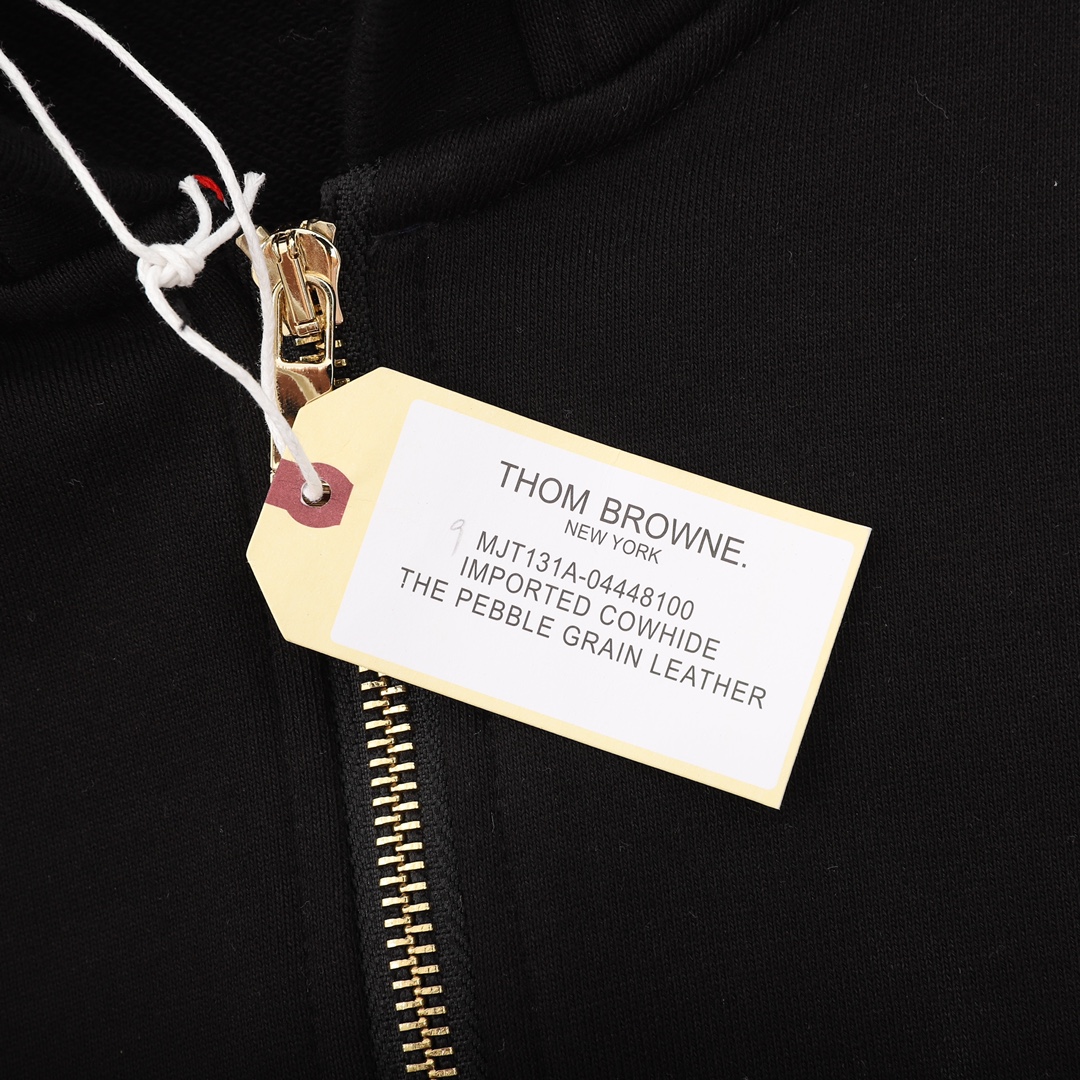 THOM BROWNE.
NEW YORK
9
MJT131A-04448100
IMPORTED COWHIDE
THE PEBBLE GRAIN LEATHER